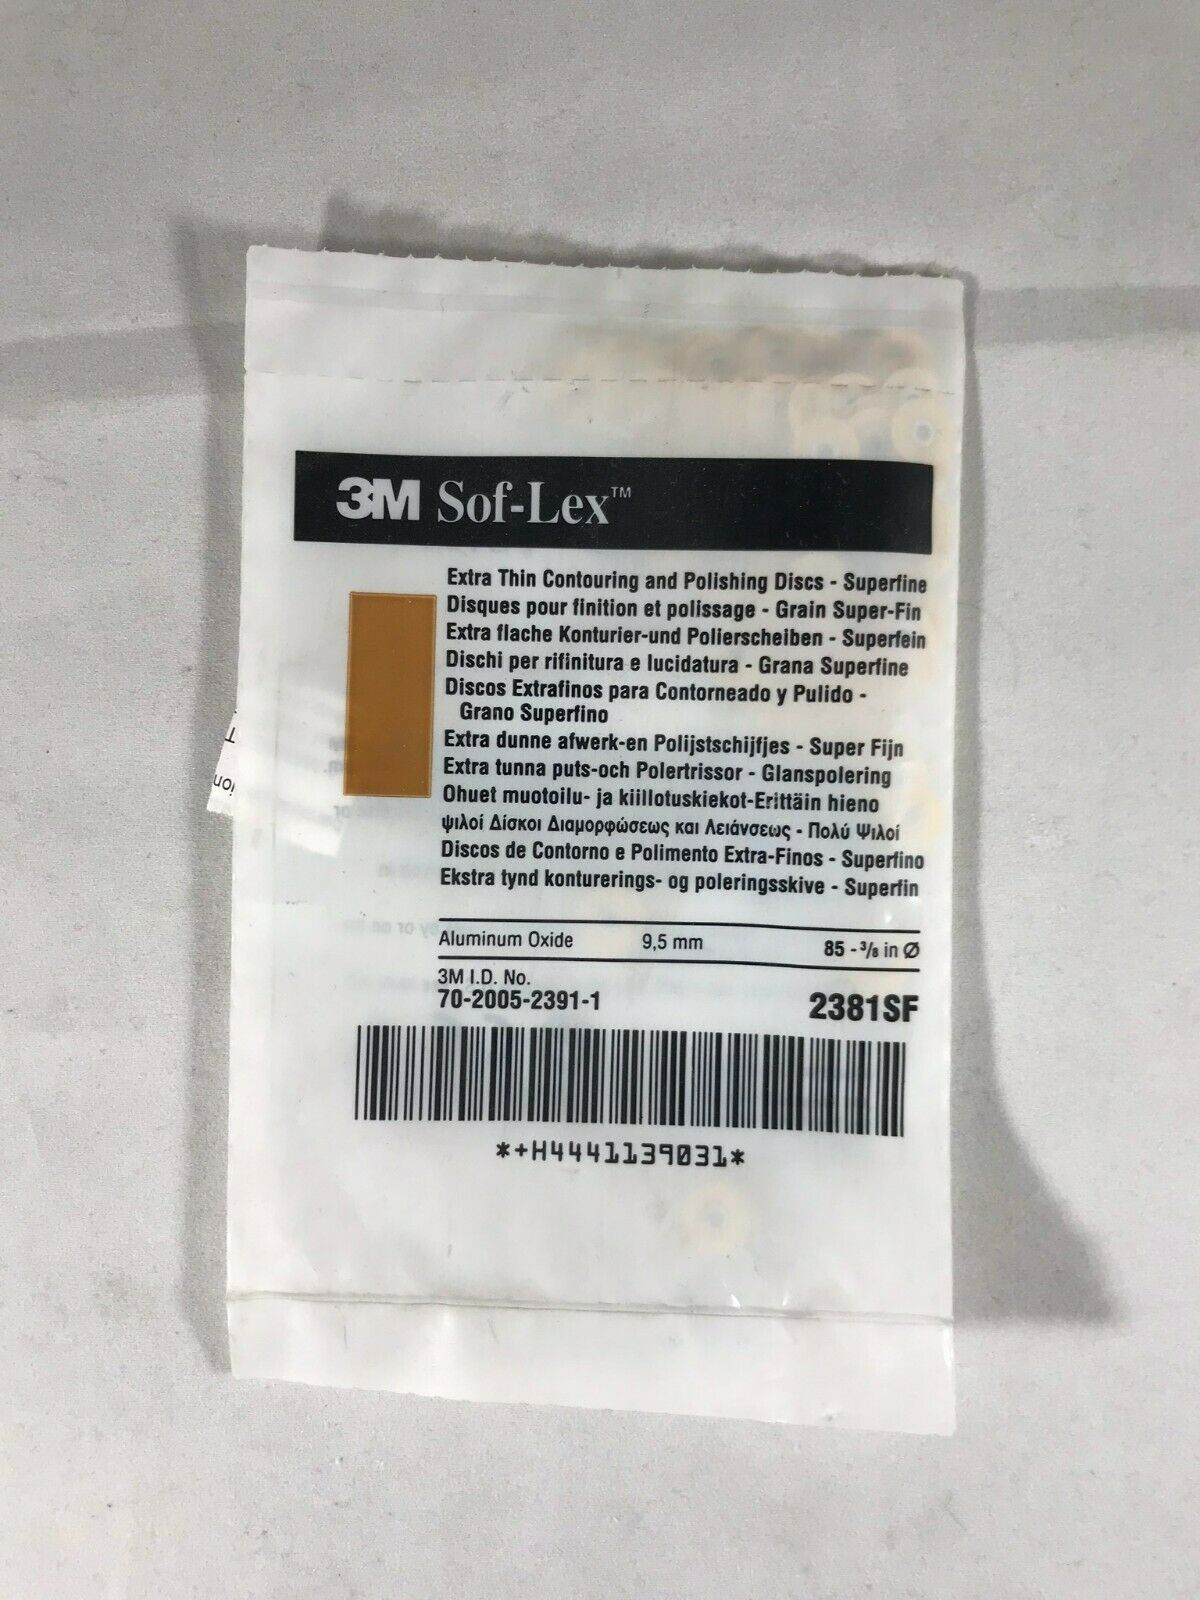 3M Sof-Lex™
Extra Thin Contouring and Polishing Discs - Superfine
Disques pour finition et polissage - Grain Super-Fin
Extra flache Konturier-und Polierscheiben - Superfein
Dischi per rifinitura e lucidatura - Grana Superfine
Discos Extrafinos para Contorneado y Pulido -
Grano Superfino
Extra dunne afwerk-en Polijstschijfjes - Super Fijn
Extra tunna puts-och Polertrissor - Glanspolering
Ohuet muotoilu- ja kiillotuskiekot-Erittäin hieno
ψιλοί Δίσκοι Διαμορφώσεως και Λειάνσεως - Πολύ Ψιλοί
Discos de Contorno e Polimento Extra-Finos - Superfino
Ekstra tynd konturerings- og poleringsskive - Superfin
Aluminum Oxide 9,5 mm 85 - 3/8 in Ø
3M I.D. No.
70-2005-2391-1 2381SF
*+H4441139031*